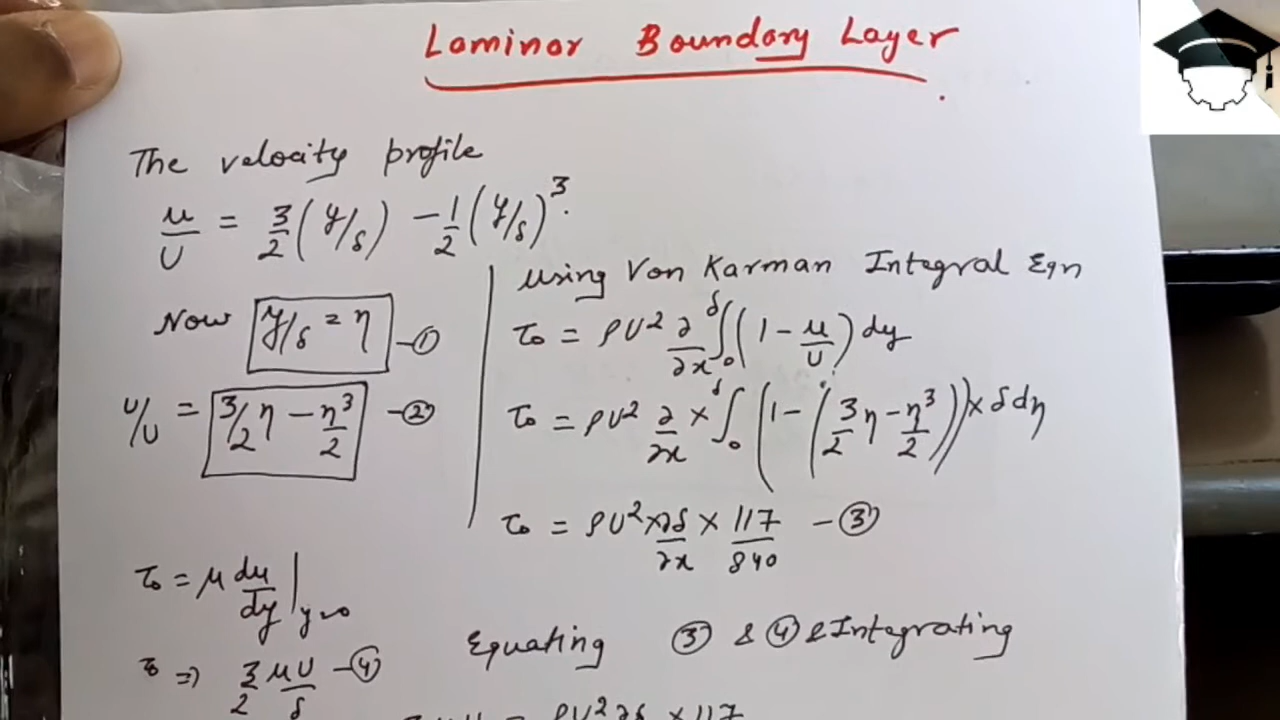 Laminar Boundary Layer
The velocity profile
u/U = 3/2 (y/δ) - 1/2 (y/δ)^3.
Now y/δ = η -①
u/U = 3/2 η - η^3/2 -②
τ₀ = μ du/dy |y=0
τ₀ => 3/2 μU/δ -④
using Von Karman Integral Eqn
τ₀ = ρU² ∂/∂x ∫₀^δ (1 - u/U) dy
τ₀ = ρU² ∂/∂x × ∫₀^δ (1 - (3/2 η - η^3/2)) × δ dη
τ₀ = ρU² × ∂δ/∂x × 117/840 -③
Equating ③ & ④ & Integrating
= ρU² ∂δ × 117